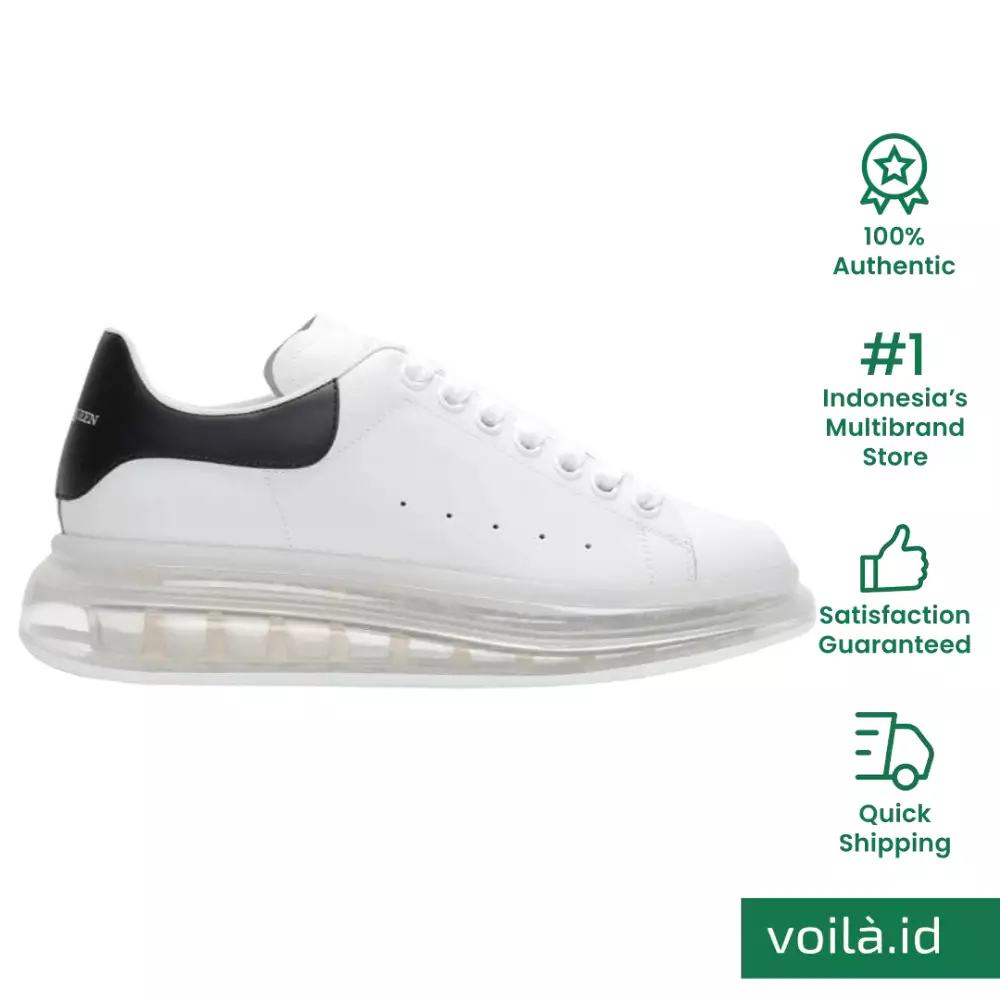 100%
Authentic
#1
Indonesia's
Multibrand
Store
Satisfaction
Guaranteed
Quick
Shipping
voilà.id